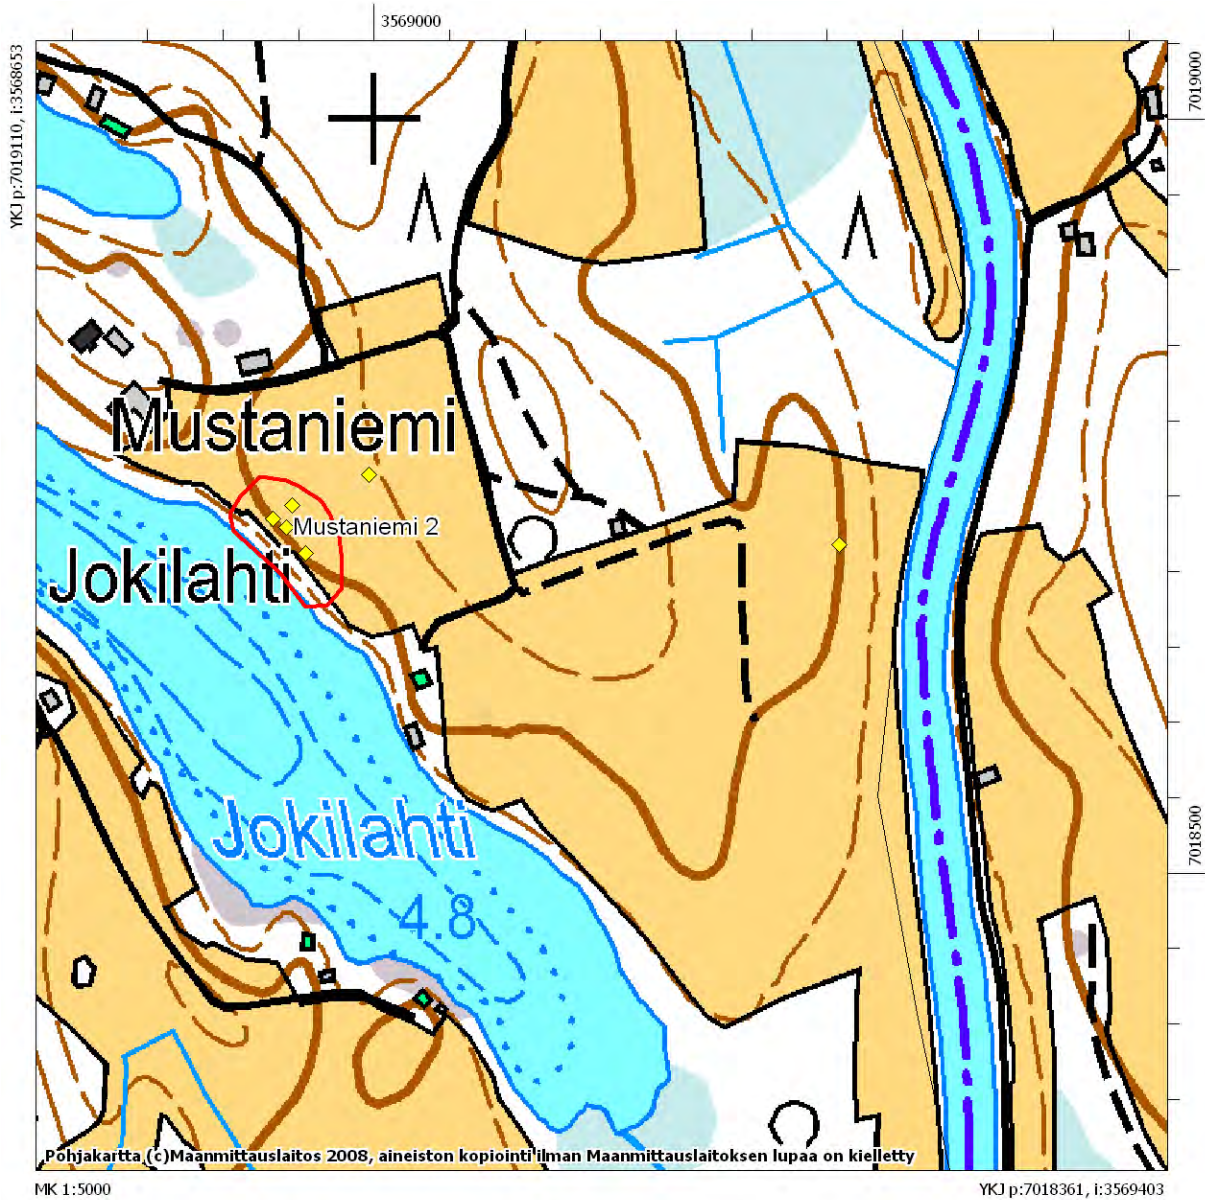 3569000
YKJ p:7019110, i:3568653
7019000
Mustaniemi
Mustaniemi 2
Jokilahti
Jokilahti
4.8
7018500
Pohjakartta (c)Maanmittauslaitos 2008, aineiston kopiointi ilman Maanmittauslaitoksen lupaa on kielletty
MK 1:5000
YKJ p:7018361, i:3569403